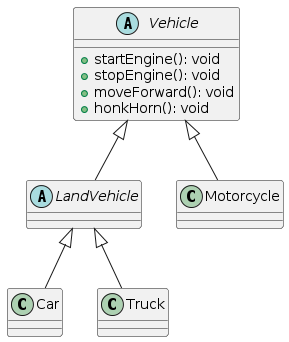 A Vehicle
startEngine(): void
stopEngine(): void
moveForward(): void
honkHorn(): void
A LandVehicle
C Motorcycle
C Car
C Truck